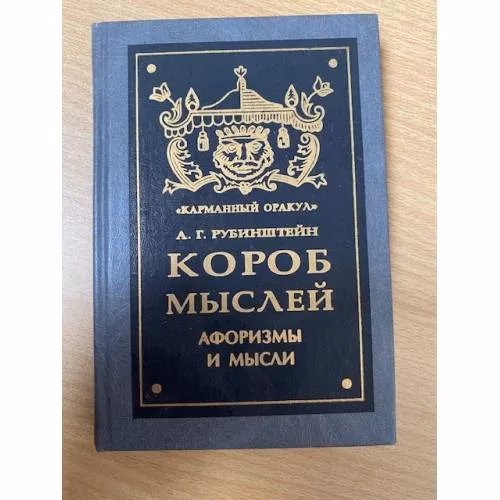 «КАРМАННЫЙ ОРАКУЛ»
А. Г. РУБИНШТЕЙН
КОРОБ
МЫСЛЕЙ
АФОРИЗМЫ
И МЫСЛИ